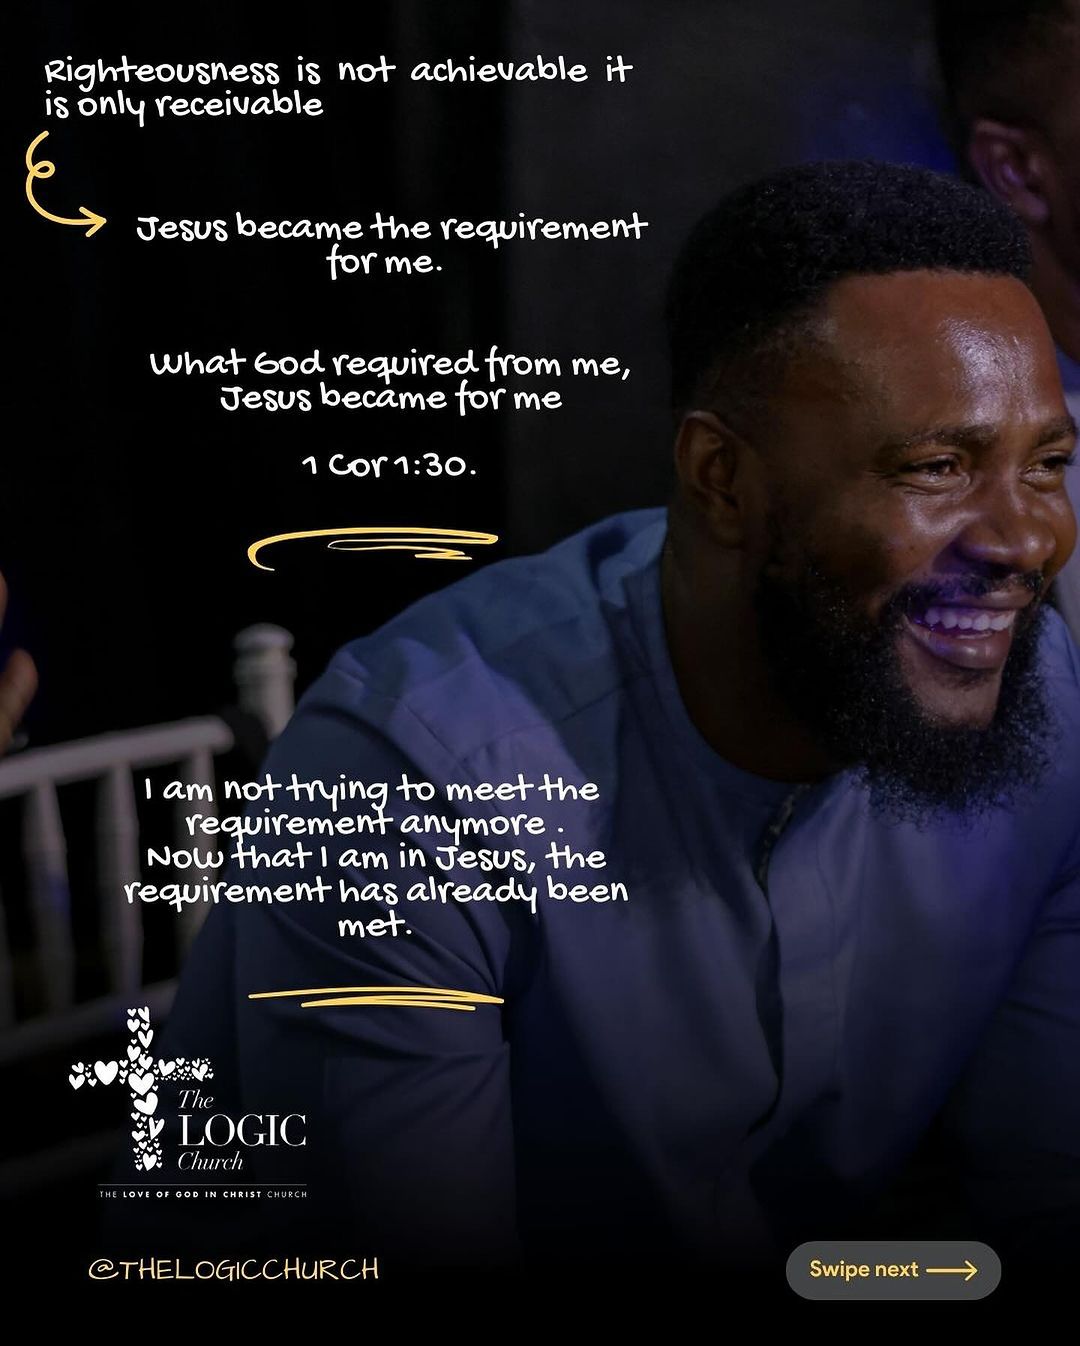 Righteousness is not achievable it
is only receivable
Jesus became the requirement
for me.
What God required from me,
Jesus became for me
1 Cor 1:30.
I am not trying to meet the
requirement anymore .
Now that I am in Jesus, the
requirement has already been
met.
The
LOGIC
Church
THE LOVE OF GOD IN CHRIST CHURCH
@THELOGICCHURCH
Swipe next